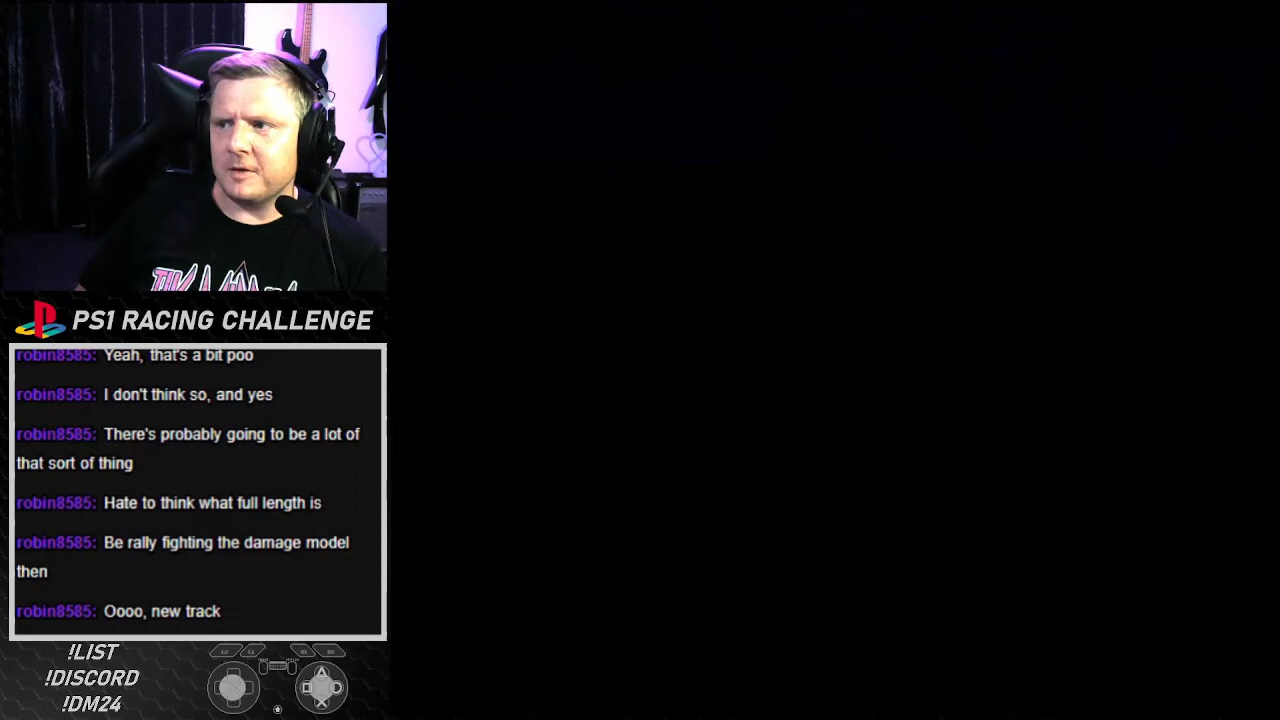 PS1 RACING CHALLENGE
robin8585: Yeah, that's a bit poo
robin8585: I don't think so, and yes
robin8585: There's probably going to be a lot of
that sort of thing
robin8585: Hate to think what full length is
robin8585: Be rally fighting the damage model
then
robin8585: Oooo, new track
!LIST
!DISCORD
!DM24